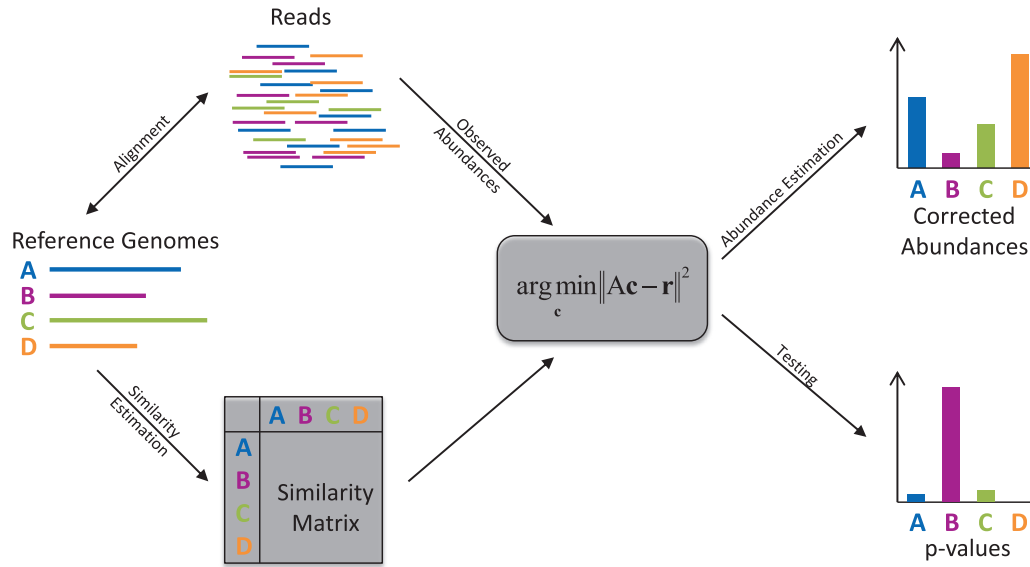 Reads
Alignment
Observed
Abundances
Reference Genomes
A
B
C
D
Similarity
Estimation
A B C D
A
B
C
D
Similarity
Matrix
arg min ‖Ac − r‖²
c
Abundance Estimation
A B C D
Corrected
Abundances
Testing
A B C D
p-values